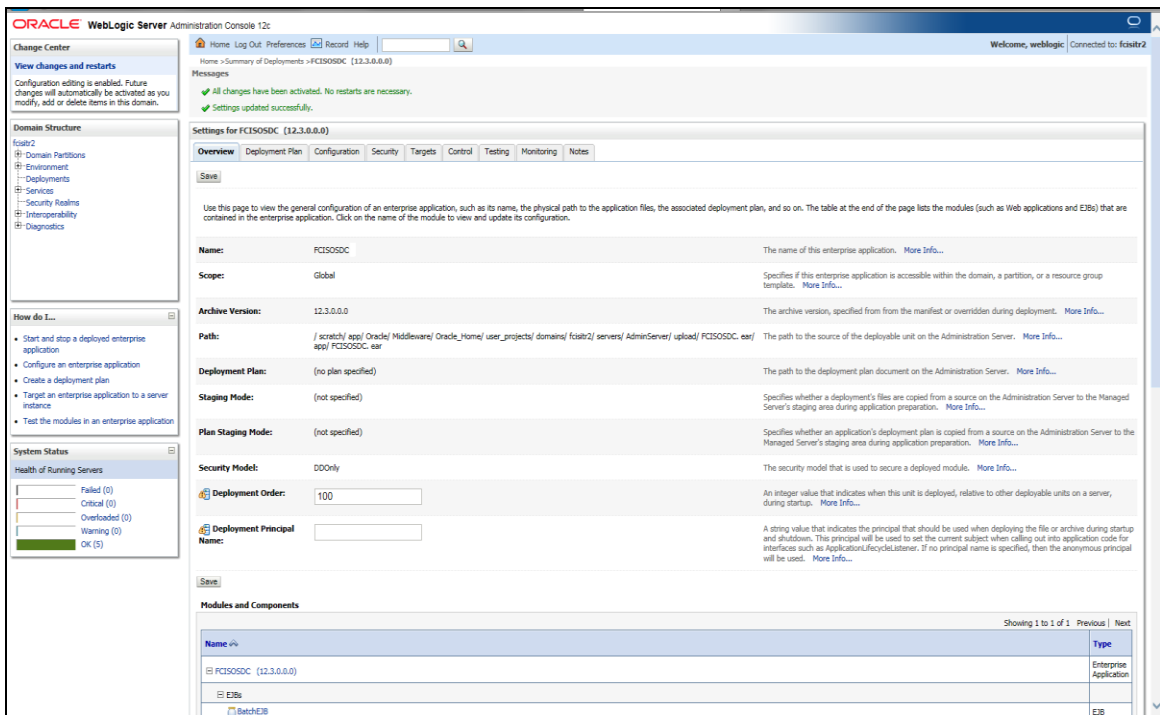 ORACLE WebLogic Server Administration Console 12c
Change Center
View changes and restarts
Configuration editing is enabled. Future
changes will automatically be activated as you
modify, add or delete items in this domain.
Domain Structure
fcisitr2
Domain Partitions
Environment
Deployments
Services
Security Realms
Interoperability
Diagnostics
How do I...
Start and stop a deployed enterprise
application
Configure an enterprise application
Create a deployment plan
Target an enterprise application to a server
instance
Test the modules in an enterprise application
System Status
Health of Running Servers
Failed (0)
Critical (0)
Overloaded (0)
Warning (0)
OK (5)
Home Log Out Preferences Record Help
Welcome, weblogic Connected to: fcisitr2
Home >Summary of Deployments >FCISOSDC (12.3.0.0.0)
Messages
All changes have been activated. No restarts are necessary.
Settings updated successfully.
Settings for FCISOSDC (12.3.0.0.0)
Overview Deployment Plan Configuration Security Targets Control Testing Monitoring Notes
Save
Use this page to view the general configuration of an enterprise application, such as its name, the physical path to the application files, the associated deployment plan, and so on. The table at the end of the page lists the modules (such as Web applications and EJBs) that are
contained in the enterprise application. Click on the name of the module to view and update its configuration.
Name: FCISOSDC The name of this enterprise application. More Info...
Scope: Global Specifies if this enterprise application is accessible within the domain, a partition, or a resource group
template. More Info...
Archive Version: 12.3.0.0.0 The archive version, specified from from the manifest or overridden during deployment. More Info...
Path: / scratch/ app/ Oracle/ Middleware/ Oracle_Home/ user_projects/ domains/ fcisitr2/ servers/ AdminServer/ upload/ FCISOSDC. ear/ The path to the source of the deployable unit on the Administration Server. More Info...
app/ FCISOSDC. ear
Deployment Plan: (no plan specified) The path to the deployment plan document on the Administration Server. More Info...
Staging Mode: (not specified) Specifies whether a deployment's files are copied from a source on the Administration Server to the Managed
Server's staging area during application preparation. More Info...
Plan Staging Mode: (not specified) Specifies whether an application's deployment plan is copied from a source on the Administration Server to the
Managed Server's staging area during application preparation. More Info...
Security Model: DDOnly The security model that is used to secure a deployed module. More Info...
Deployment Order: 100 An integer value that indicates when this unit is deployed, relative to other deployable units on a server,
during startup. More Info...
Deployment Principal A string value that indicates the principal that should be used when deploying the file or archive during startup
Name: and shutdown. This principal will be used to set the current subject when calling out into application code for
interfaces such as ApplicationLifecycleListener. If no principal name is specified, then the anonymous principal
will be used. More Info...
Save
Modules and Components
Showing 1 to 1 of 1 Previous | Next
Name Type
FCISOSDC (12.3.0.0.0) Enterprise
Application
EJBs
BatchEJB EJB